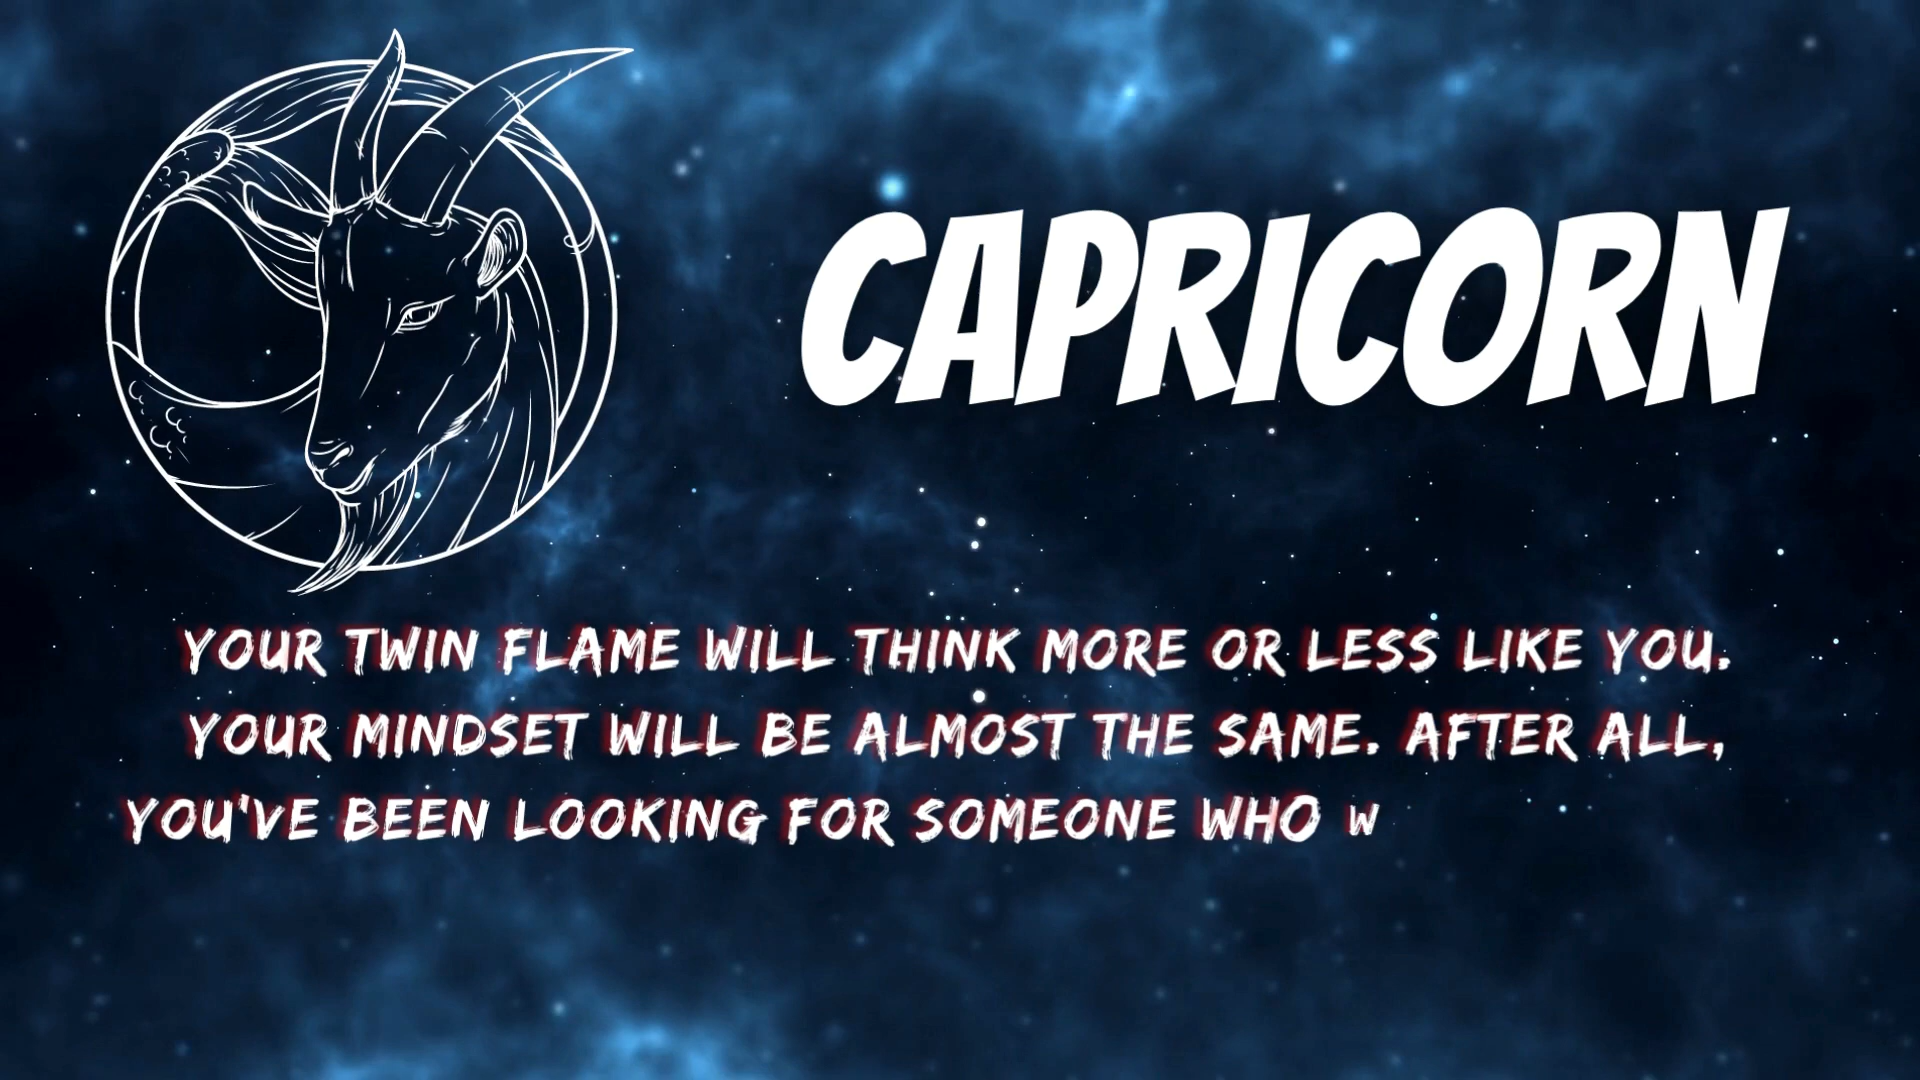 CAPRICORN
YOUR TWIN FLAME WILL THINK MORE OR LESS LIKE YOU.
YOUR MINDSET WILL BE ALMOST THE SAME. AFTER ALL,
YOU'VE BEEN LOOKING FOR SOMEONE WHO W